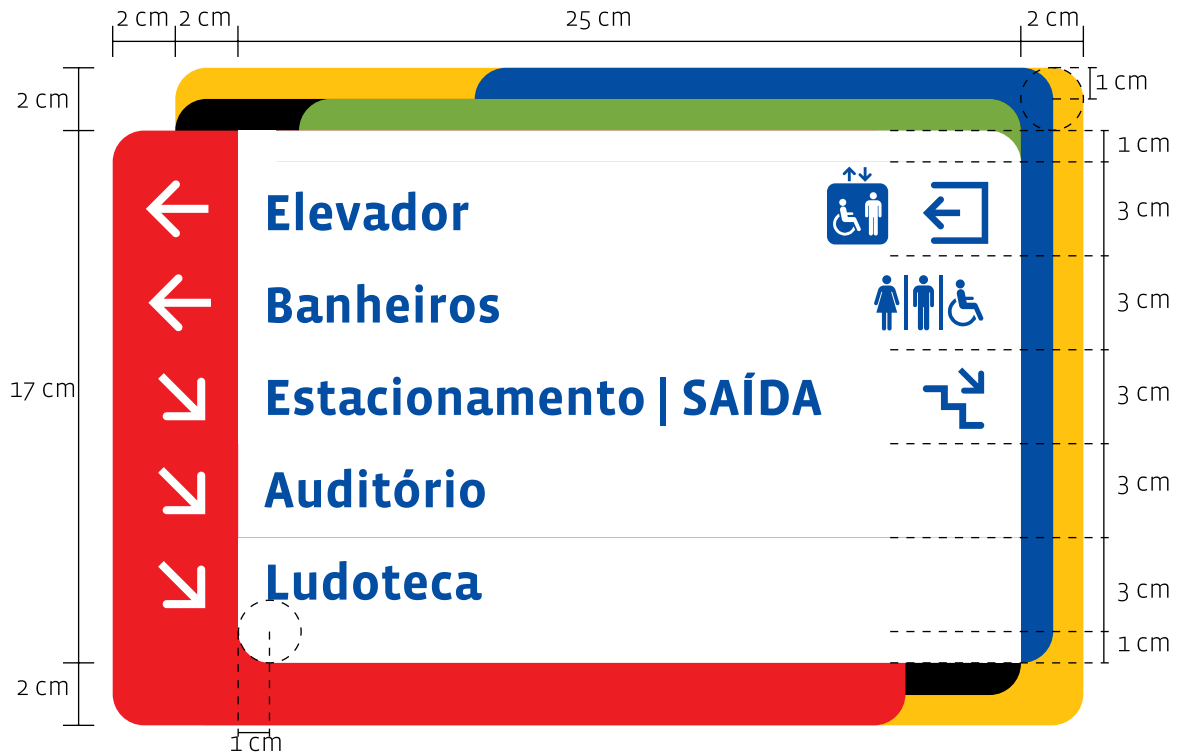 2 cm 2 cm 25 cm 2 cm
2 cm
1 cm
1 cm
Elevador
3 cm
Banheiros
3 cm
17 cm
Estacionamento | SAÍDA
3 cm
Auditório
3 cm
Ludoteca
3 cm
1 cm
2 cm
1 cm